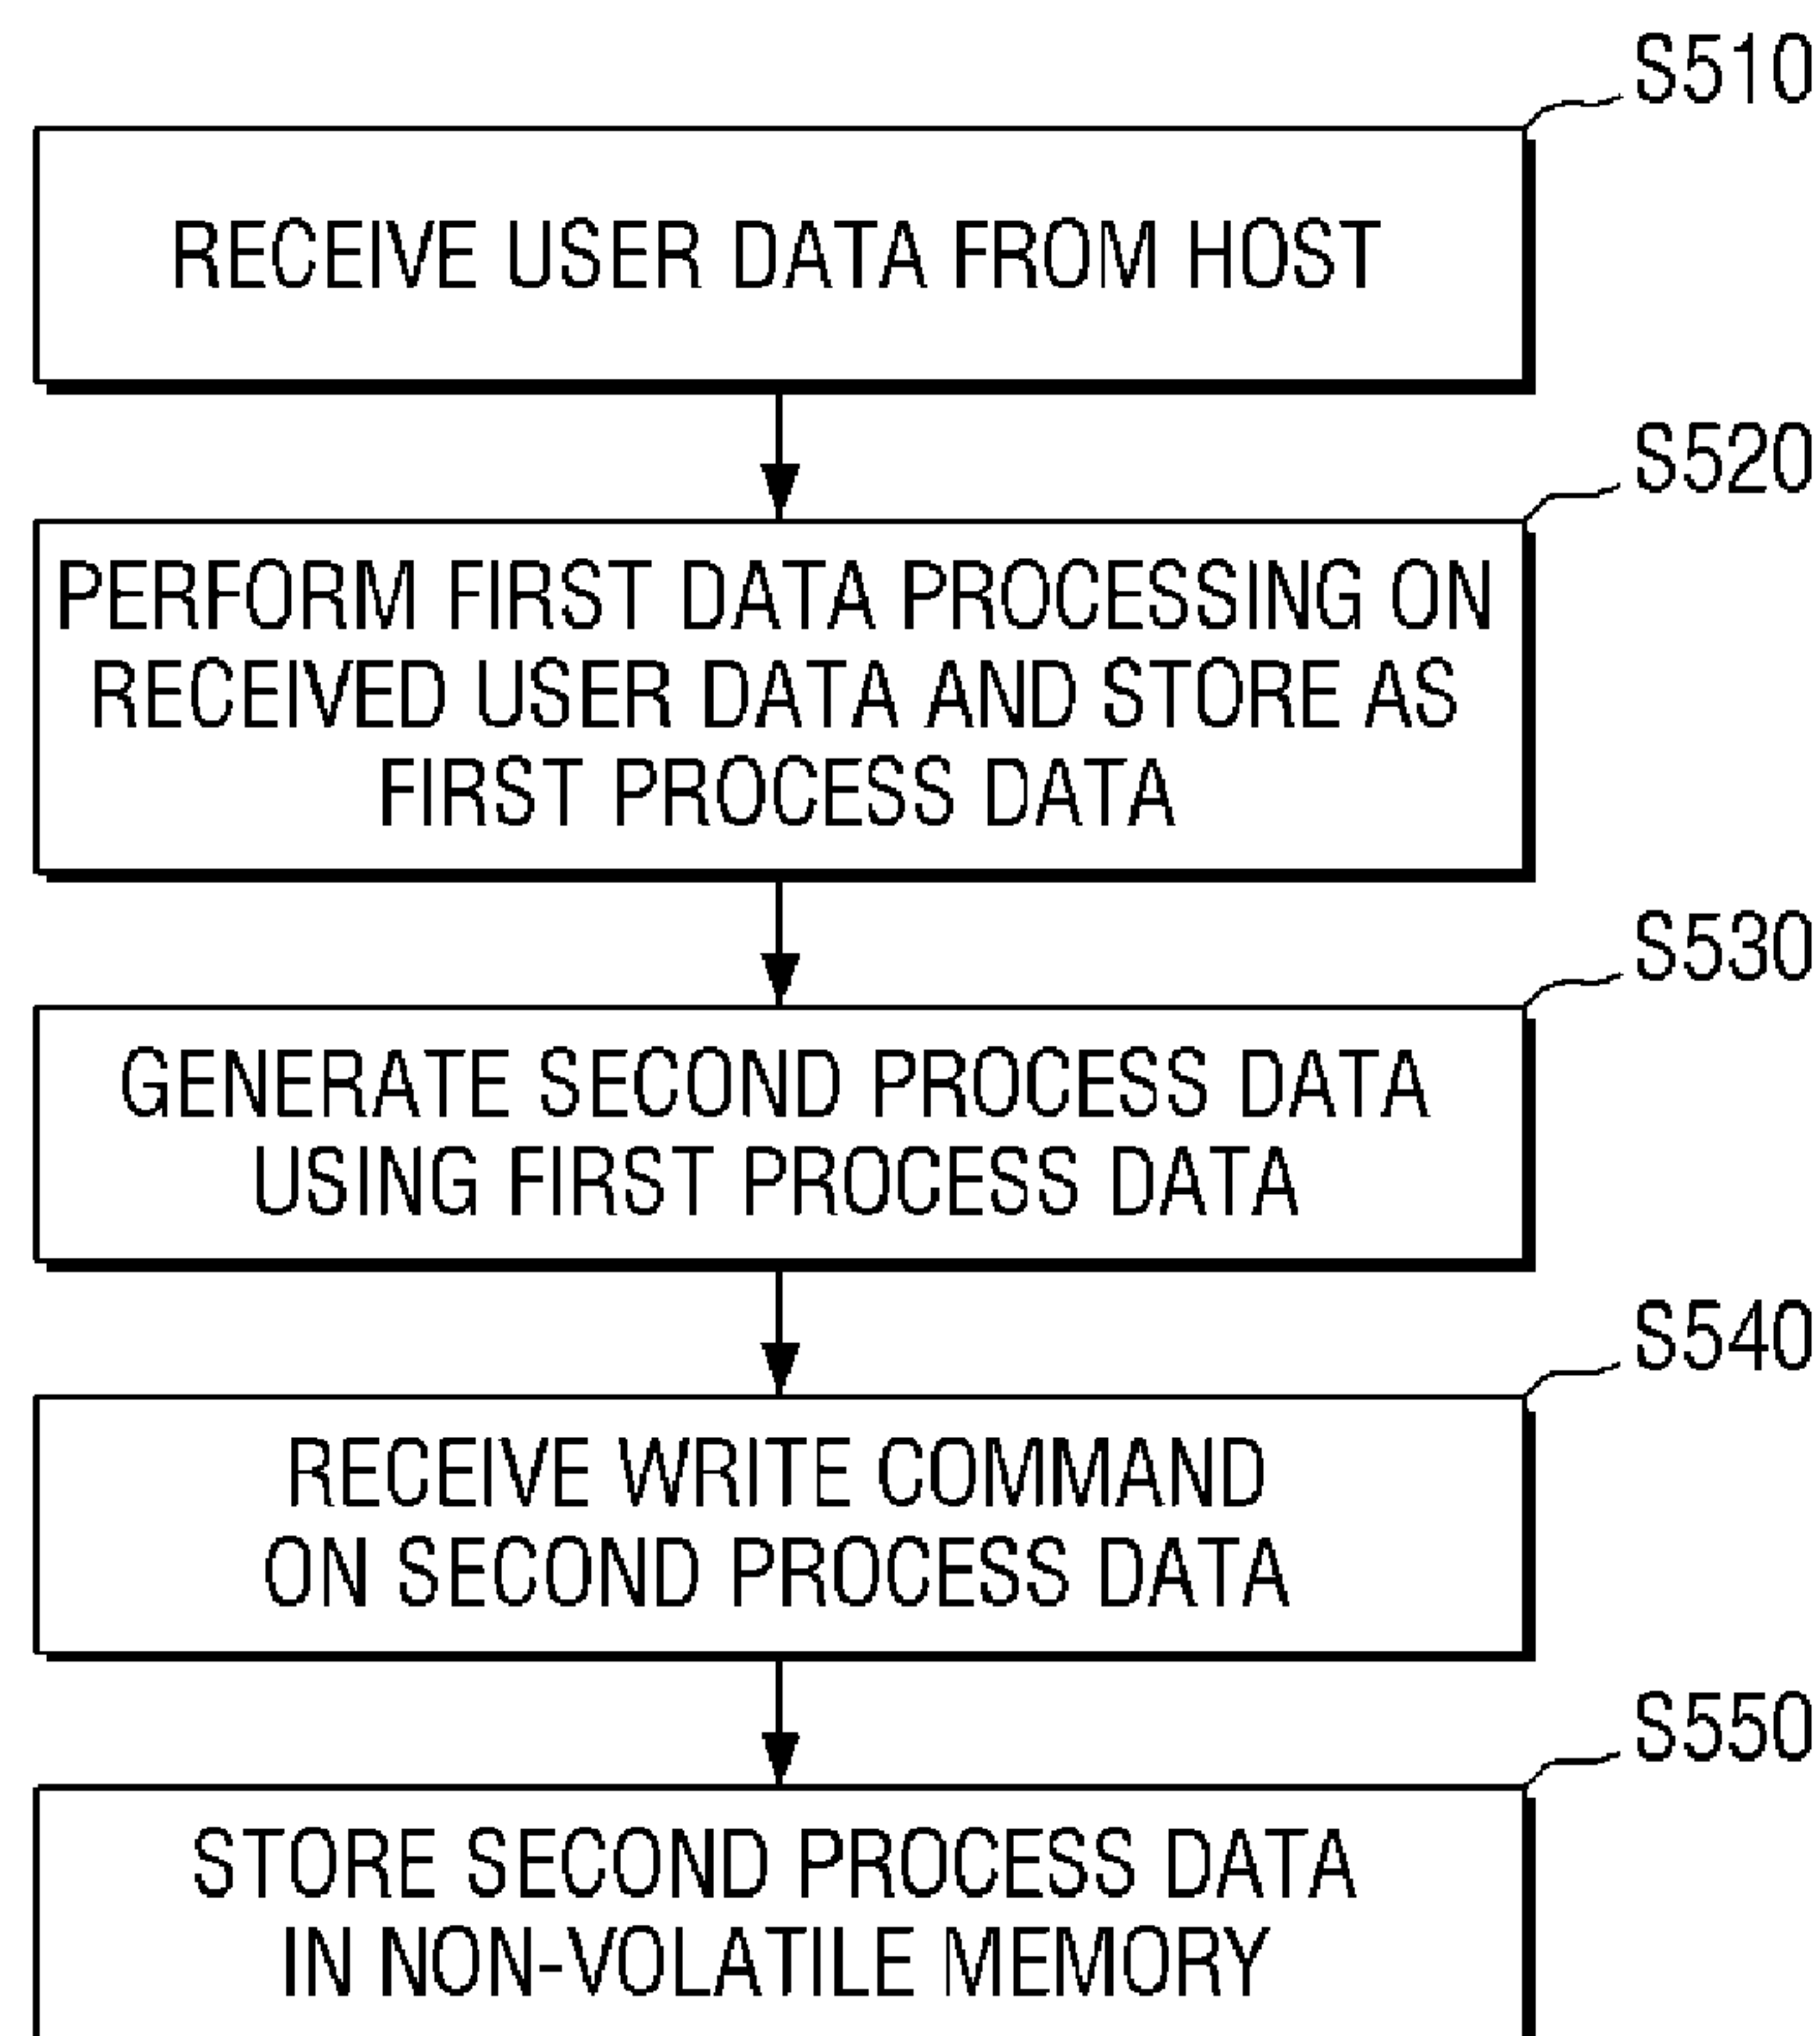 S510
RECEIVE USER DATA FROM HOST
S520
PERFORM FIRST DATA PROCESSING ON
RECEIVED USER DATA AND STORE AS
FIRST PROCESS DATA
S530
GENERATE SECOND PROCESS DATA
USING FIRST PROCESS DATA
S540
RECEIVE WRITE COMMAND
ON SECOND PROCESS DATA
S550
STORE SECOND PROCESS DATA
IN NON-VOLATILE MEMORY